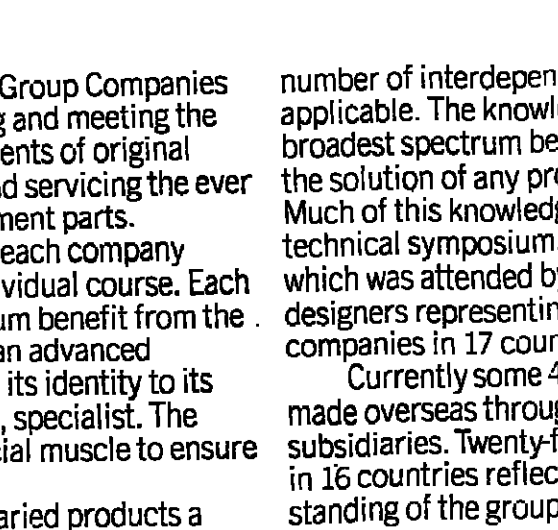 Group Companies
and meeting the
ents of original
servicing the ever
ment parts.
each company
vidual course. Each
um benefit from the .
an advanced
its identity to its
, specialist. The
cial muscle to ensure
aried products a
number of interdepen
applicable. The knowl
broadest spectrum be
the solution of any pr
Much of this knowled
technical symposium
which was attended b
designers representin
companies in 17 coun
Currently some 4
made overseas throu
subsidiaries. Twenty-f
in 16 countries reflec
standing of the group